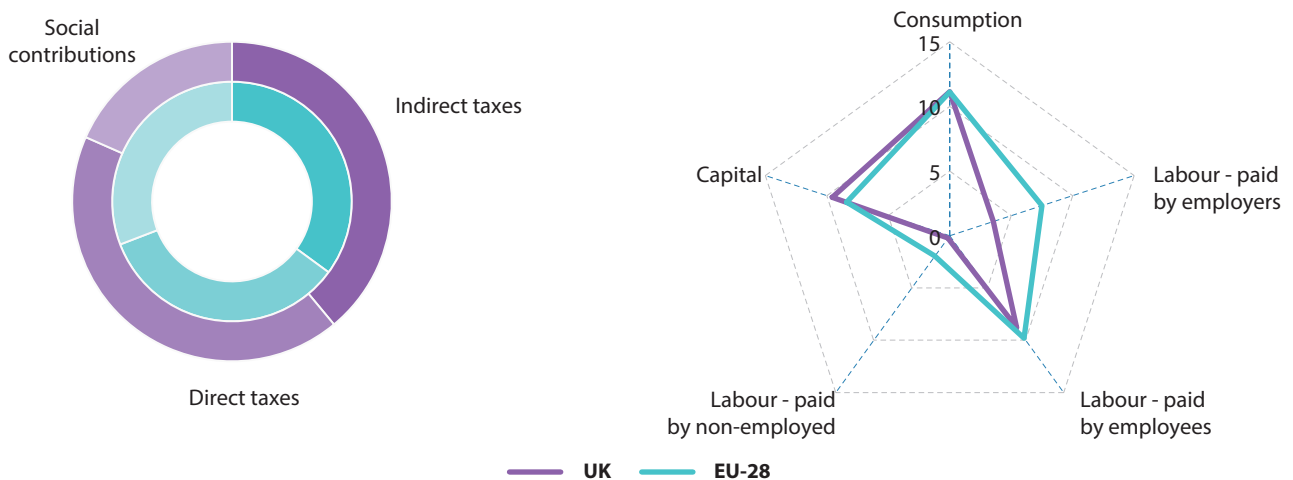 Social
contributions
Indirect taxes
Direct taxes
Consumption
15
10
5
0
Capital
Labour - paid
by employers
Labour - paid
by non-employed
Labour - paid
by employees
UK
EU-28